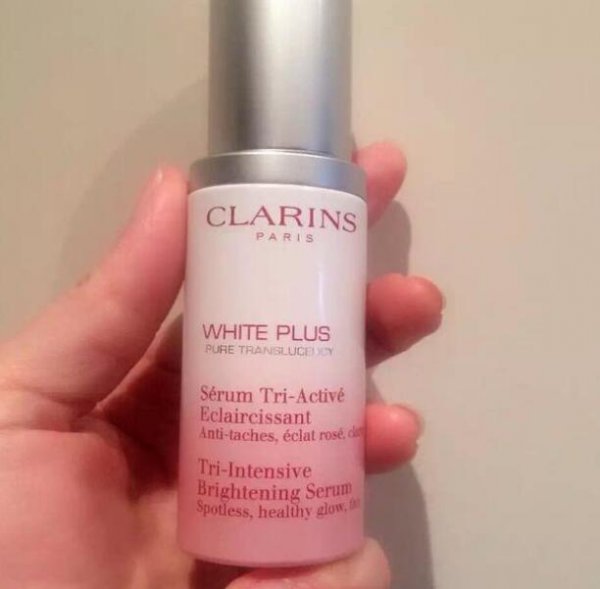 CLARINS
PARIS
WHITE PLUS
PURE TRANSLUCENCY
Sérum Tri-Activé
Eclaircissant
Anti-taches, éclat rosé,
Tri-Intensive
Brightening Serum
Spotless, healthy glow,